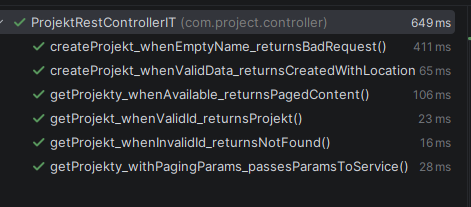 ProjektRestControllerIT (com.project.controller) 649 ms
createProjekt_whenEmptyName_returnsBadRequest() 411 ms
createProjekt_whenValidData_returnsCreatedWithLocation 65 ms
getProjekty_whenAvailable_returnsPagedContent() 106 ms
getProjekt_whenValidId_returnsProjekt() 23 ms
getProjekt_whenInvalidId_returnsNotFound() 16 ms
getProjekty_withPagingParams_passesParamsToService() 28 ms